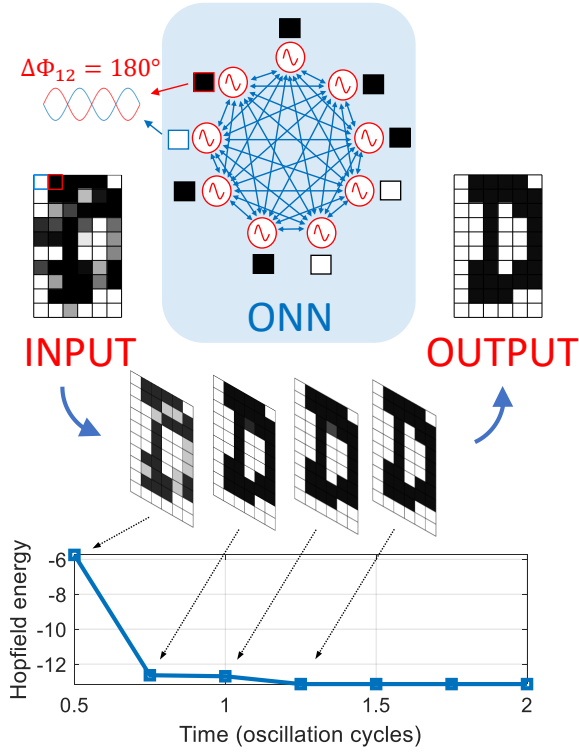 ΔΦ₁₂ = 180°
ONN
INPUT
OUTPUT
-6
-8
-10
-12
Hopfield energy
0.5
1
1.5
2
Time (oscillation cycles)